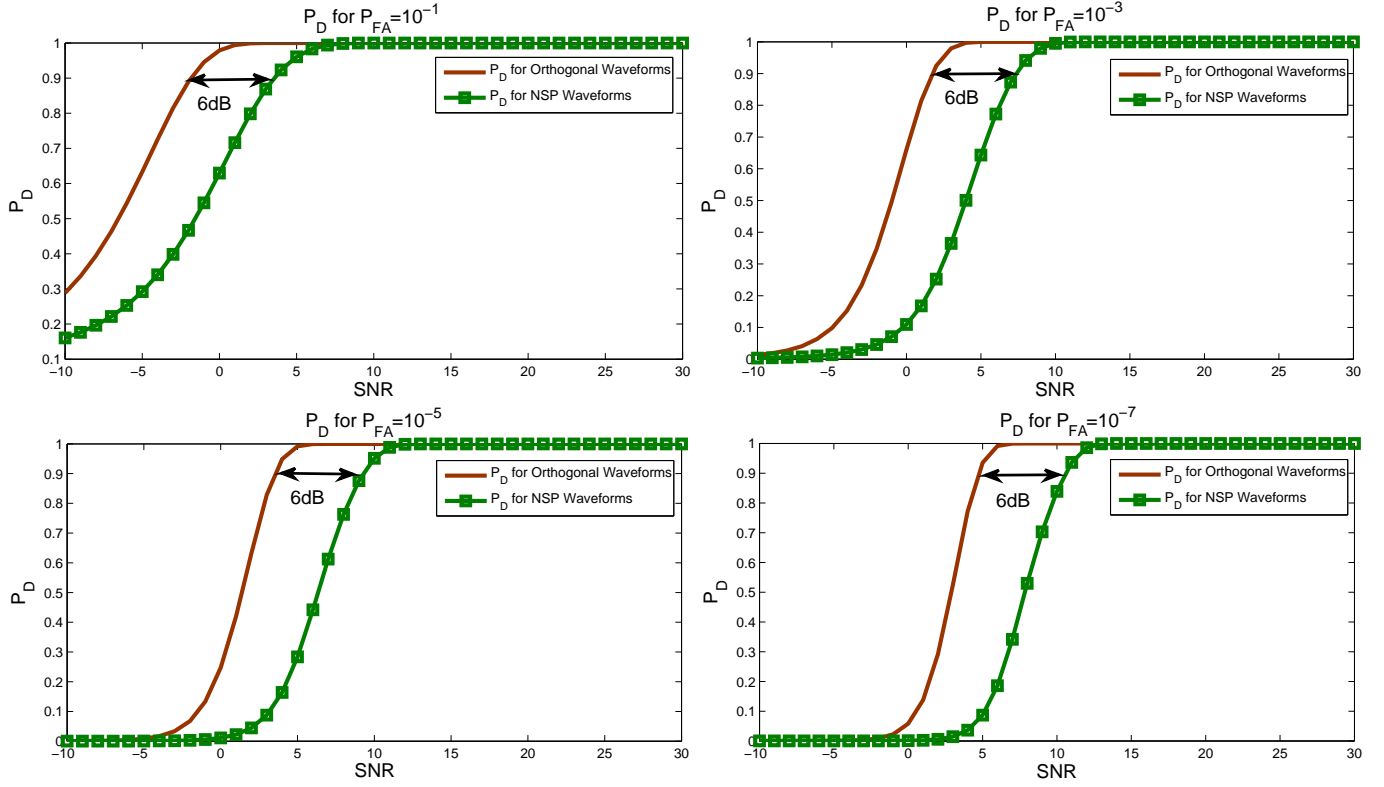 P_D for P_FA=10^-1
1
0.9
0.8
0.7
0.6
0.5
0.4
0.3
0.2
0.1
P_D
6dB
P_D for Orthogonal Waveforms
P_D for NSP Waveforms
−10 −5 0 5 10 15 20 25 30
SNR
P_D for P_FA=10^-3
1
0.9
0.8
0.7
0.6
0.5
0.4
0.3
0.2
0.1
0
P_D
6dB
P_D for Orthogonal Waveforms
P_D for NSP Waveforms
−10 −5 0 5 10 15 20 25 30
SNR
P_D for P_FA=10^-5
1
0.9
0.8
0.7
0.6
0.5
0.4
0.3
0.2
0.1
0
P_D
6dB
P_D for Orthogonal Waveforms
P_D for NSP Waveforms
−10 −5 0 5 10 15 20 25 30
SNR
P_D for P_FA=10^-7
1
0.9
0.8
0.7
0.6
0.5
0.4
0.3
0.2
0.1
0
P_D
6dB
P_D for Orthogonal Waveforms
P_D for NSP Waveforms
−10 −5 0 5 10 15 20 25 30
SNR